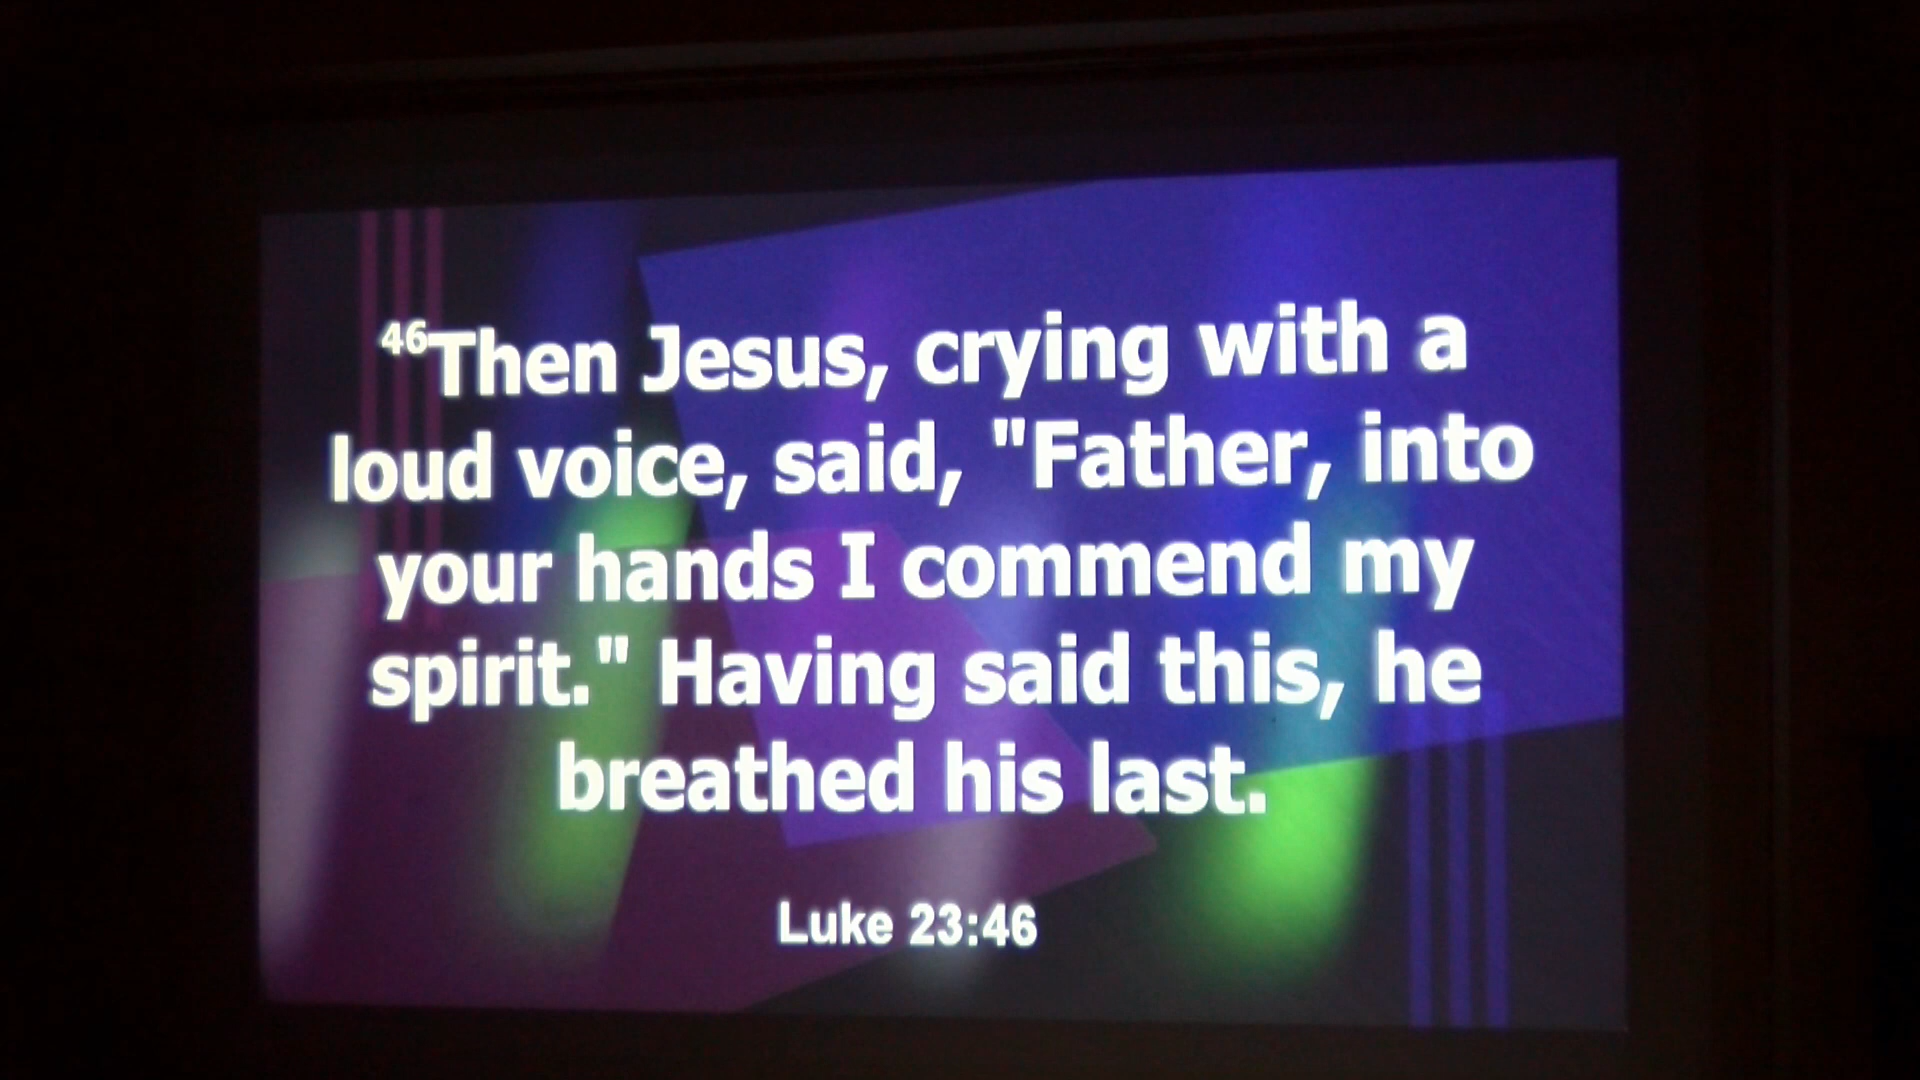 46Then Jesus, crying with a
loud voice, said, "Father, into
your hands I commend my
spirit." Having said this, he
breathed his last.
Luke 23:46